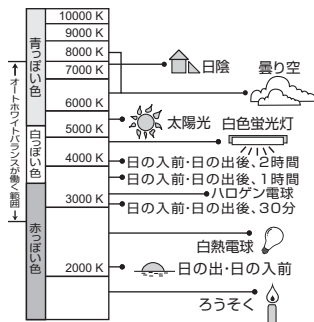 10000 K
9000 K
8000 K
7000 K
6000 K
5000 K
4000 K
3000 K
2000 K
オートホワイトバランスが働く範囲
青っぽい色
白っぽい色
赤っぽい色
日陰
曇り空
太陽光
白色蛍光灯
日の入前・日の出後、2時間
日の入前・日の出後、1時間
ハロゲン電球
日の入前・日の出後、30分
白熱電球
日の出・日の入前
ろうそく